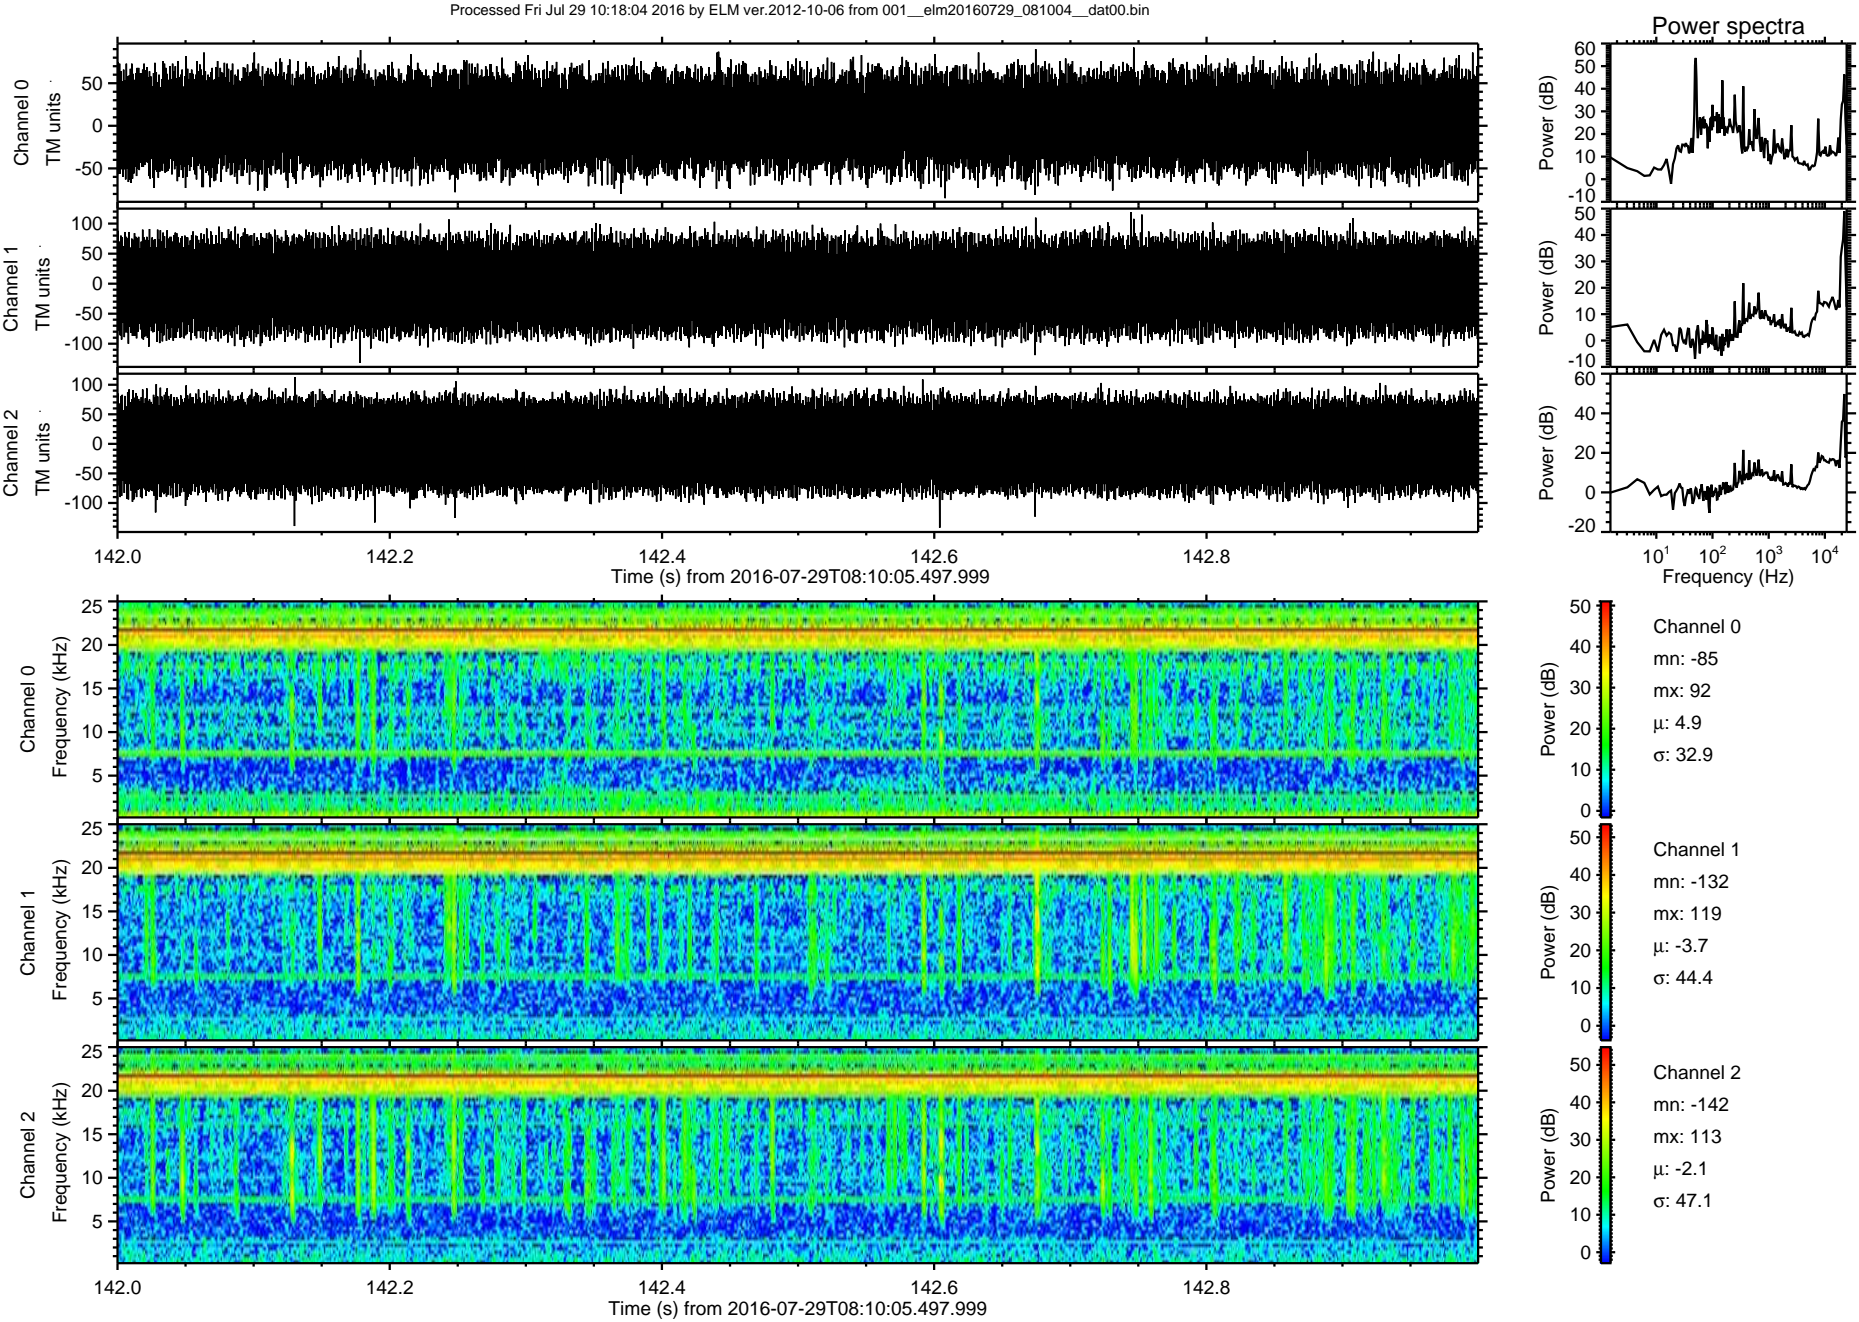 Processed Fri Jul 29 10:18:04 2016 by ELM ver.2012-10-06 from 001__elm20160729_081004__dat00.bin
Power spectra
Channel 0
TM units
50
0
-50
Power (dB)
60
50
40
30
20
10
0
-10
Channel 1
TM units
100
50
0
-50
-100
Power (dB)
50
40
30
20
10
0
-10
Channel 2
TM units
100
50
0
-50
-100
Power (dB)
60
40
20
0
-20
142.0 142.2 142.4 142.6 142.8
Time (s) from 2016-07-29T08:10:05.497.999
10^1 10^2 10^3 10^4
Frequency (Hz)
Channel 0
Frequency (kHz)
25
20
15
10
5
Power (dB)
50
40
30
20
10
0
Channel 0
mn: -85
mx: 92
μ: 4.9
σ: 32.9
Channel 1
Frequency (kHz)
25
20
15
10
5
Power (dB)
50
40
30
20
10
0
Channel 1
mn: -132
mx: 119
μ: -3.7
σ: 44.4
Channel 2
Frequency (kHz)
25
20
15
10
5
Power (dB)
50
40
30
20
10
0
Channel 2
mn: -142
mx: 113
μ: -2.1
σ: 47.1
142.0 142.2 142.4 142.6 142.8
Time (s) from 2016-07-29T08:10:05.497.999